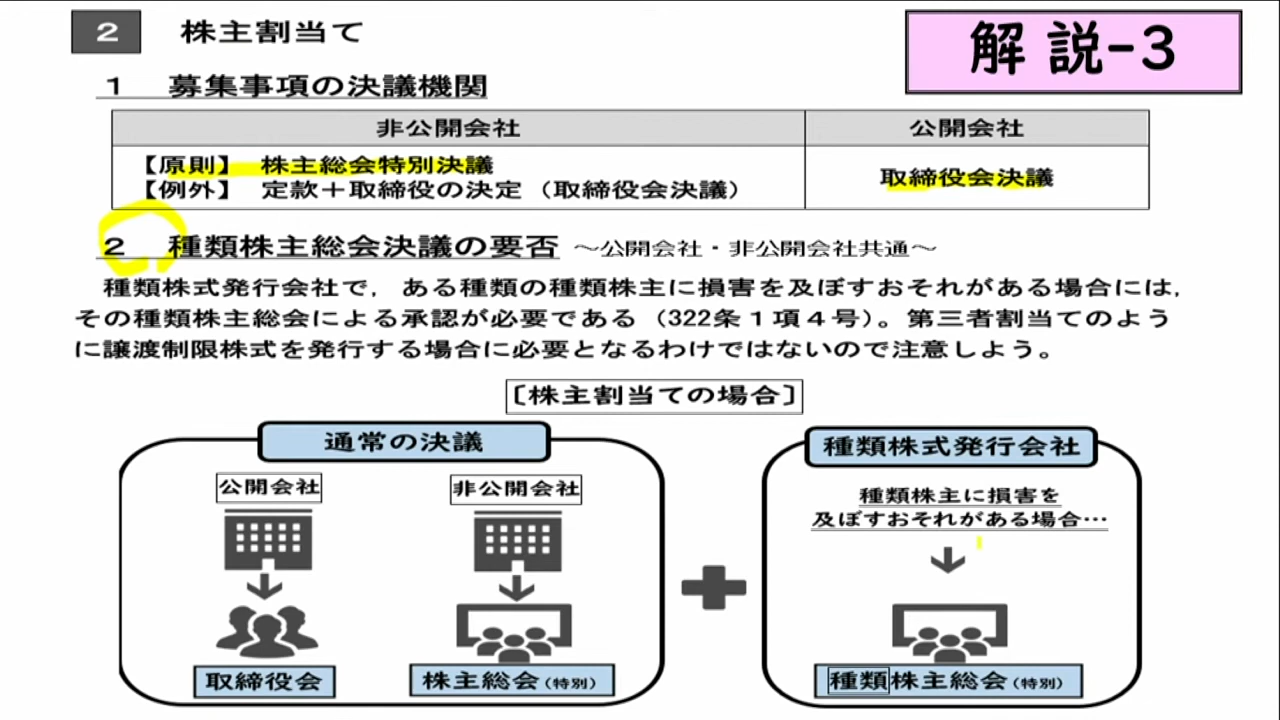 2 株主割当て
解説-3
1 募集事項の決議機関
非公開会社
公開会社
【原則】 株主総会特別決議
【例外】 定款＋取締役の決定（取締役会決議）
取締役会決議
2 種類株主総会決議の要否 ～公開会社・非公開会社共通～
種類株式発行会社で，ある種類の種類株主に損害を及ぼすおそれがある場合には，
その種類株主総会による承認が必要である（322条１項４号）。第三者割当てのよう
に譲渡制限株式を発行する場合に必要となるわけではないので注意しよう。
〔株主割当ての場合〕
通常の決議
公開会社
非公開会社
取締役会
株主総会（特別）
種類株式発行会社
種類株主に損害を
及ぼすおそれがある場合…
種類株主総会（特別）